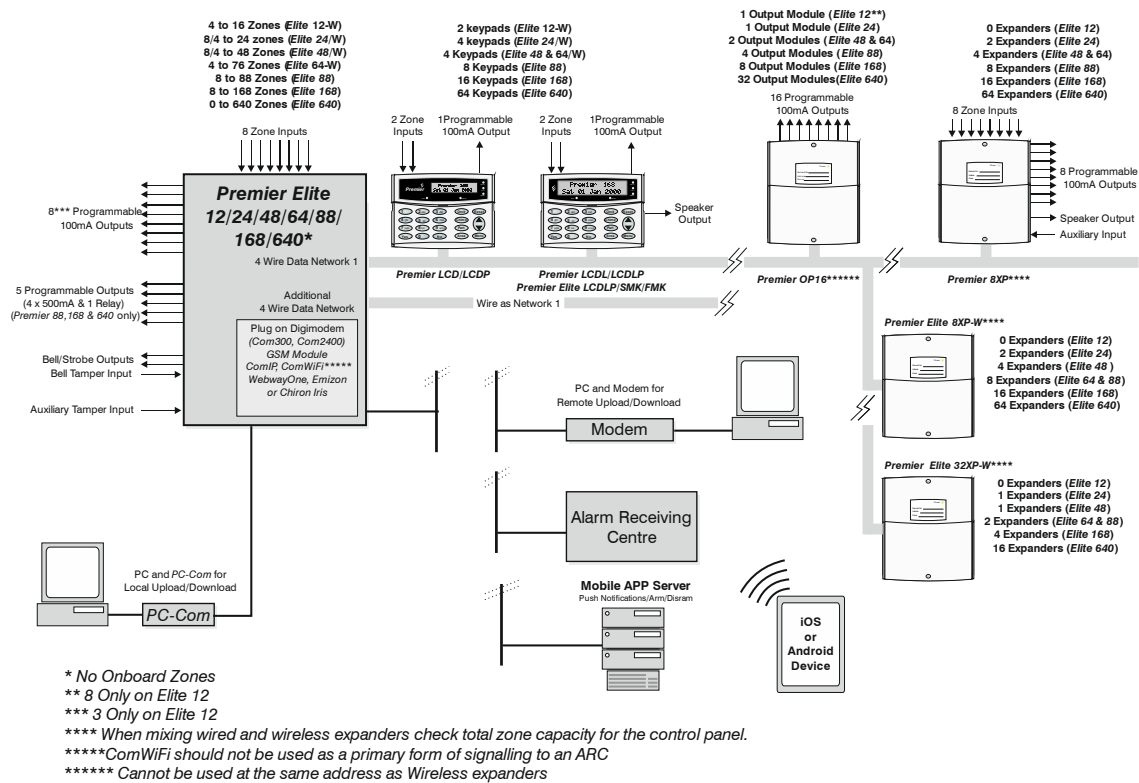 4 to 16 Zones (Elite 12-W)
8/4 to 24 zones (Elite 24/W)
8/4 to 48 Zones (Elite 48/W)
4 to 76 Zones (Elite 64-W)
8 to 88 Zones (Elite 88)
8 to 168 Zones (Elite 168)
0 to 640 Zones (Elite 640)
8 Zone Inputs
2 keypads (Elite 12-W)
4 keypads (Elite 24/W)
4 Keypads (Elite 48 & 64/W)
8 Keypads (Elite 88)
16 Keypads (Elite 168)
64 Keypads (Elite 640)
2 Zone
Inputs
1Programmable
100mA Output
2 Zone
Inputs
1Programmable
100mA Output
1 Output Module (Elite 12**)
1 Output Module (Elite 24)
2 Output Modules (Elite 48 & 64)
4 Output Modules (Elite 88)
8 Output Modules (Elite 168)
32 Output Modules(Elite 640)
16 Programmable
100mA Outputs
0 Expanders (Elite 12)
2 Expanders (Elite 24)
4 Expanders (Elite 48 & 64)
8 Expanders (Elite 88)
16 Expanders (Elite 168)
64 Expanders (Elite 640)
8 Zone Inputs
8 Programmable
100mA Outputs
Speaker Output
Auxiliary Input
Premier Elite
12/24/48/64/88/
168/640*
4 Wire Data Network 1
Additional
4 Wire Data Network
Plug on Digimodem
(Com300, Com2400)
GSM Module
ComIP, ComWiFi*****
WebwayOne, Emizon
or Chiron Iris
8*** Programmable
100mA Outputs
5 Programmable Outputs
(4 x 500mA & 1 Relay)
(Premier 88,168 & 640 only)
Bell/Strobe Outputs
Bell Tamper Input
Auxiliary Tamper Input
Premier
Premier 168
Sat 01 Jan 2000
Premier 168
Sat 01 Jan 2000
Speaker
Output
Premier LCD/LCDP
Premier LCDL/LCDLP
Premier Elite LCDLP/SMK/FMK
Wire as Network 1
Premier OP16******
Premier 8XP****
Premier Elite 8XP-W****
0 Expanders (Elite 12)
2 Expanders (Elite 24)
4 Expanders (Elite 48 )
8 Expanders (Elite 64 & 88)
16 Expanders (Elite 168)
64 Expanders (Elite 640)
Premier Elite 32XP-W****
0 Expanders (Elite 12)
1 Expanders (Elite 24)
1 Expanders (Elite 48)
2 Expanders (Elite 64 & 88)
4 Expanders (Elite 168)
16 Expanders (Elite 640)
PC and Modem for
Remote Upload/Download
Modem
Alarm Receiving
Centre
Mobile APP Server
Push Notifications/Arm/Disram
iOS
or
Android
Device
PC and PC-Com for
Local Upload/Download
PC-Com
* No Onboard Zones
** 8 Only on Elite 12
*** 3 Only on Elite 12
**** When mixing wired and wireless expanders check total zone capacity for the control panel.
*****ComWiFi should not be used as a primary form of signalling to an ARC
****** Cannot be used at the same address as Wireless expanders